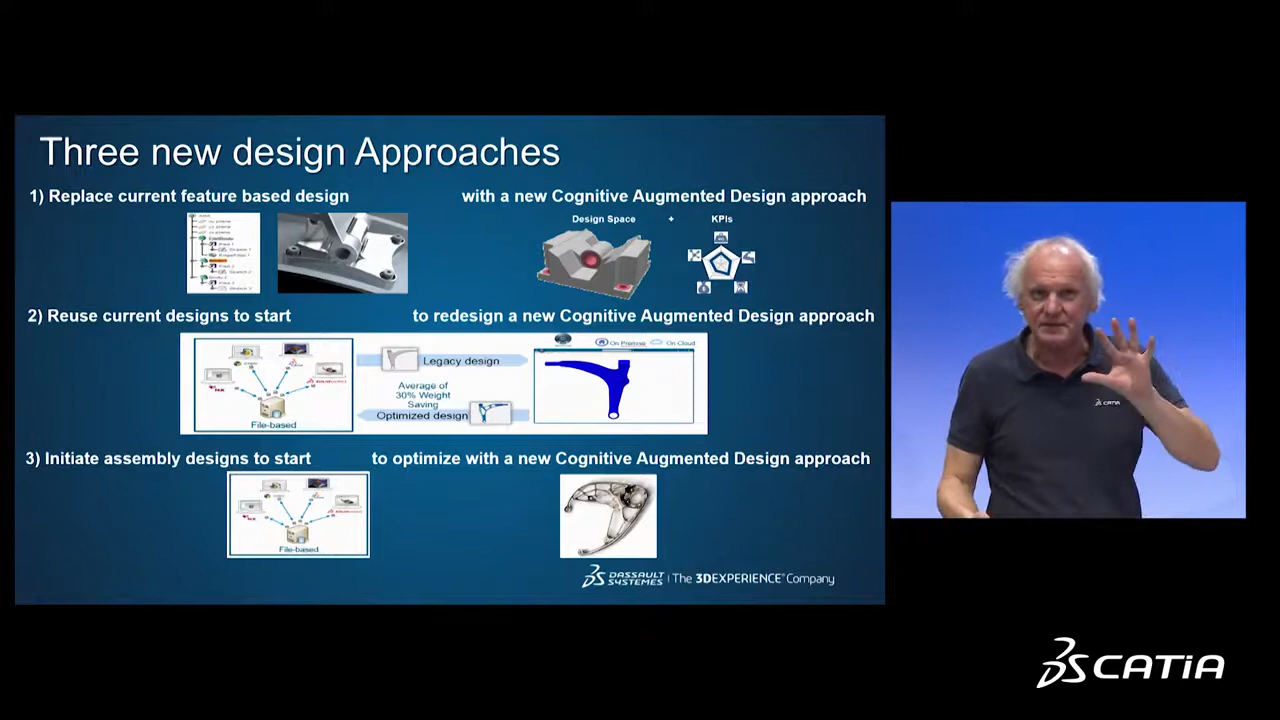 Three new design Approaches
1) Replace current feature based design
with a new Cognitive Augmented Design approach
Design Space + KPIs
2) Reuse current designs to start
to redesign a new Cognitive Augmented Design approach
On Premise
On Cloud
Legacy design
Average of
30% Weight
Saving
Optimized design
NX
File-based
3) Initiate assembly designs to start
to optimize with a new Cognitive Augmented Design approach
NX
File-based
DASSAULT
SYSTEMES
The 3DEXPERIENCE Company
CATIA
CATIA